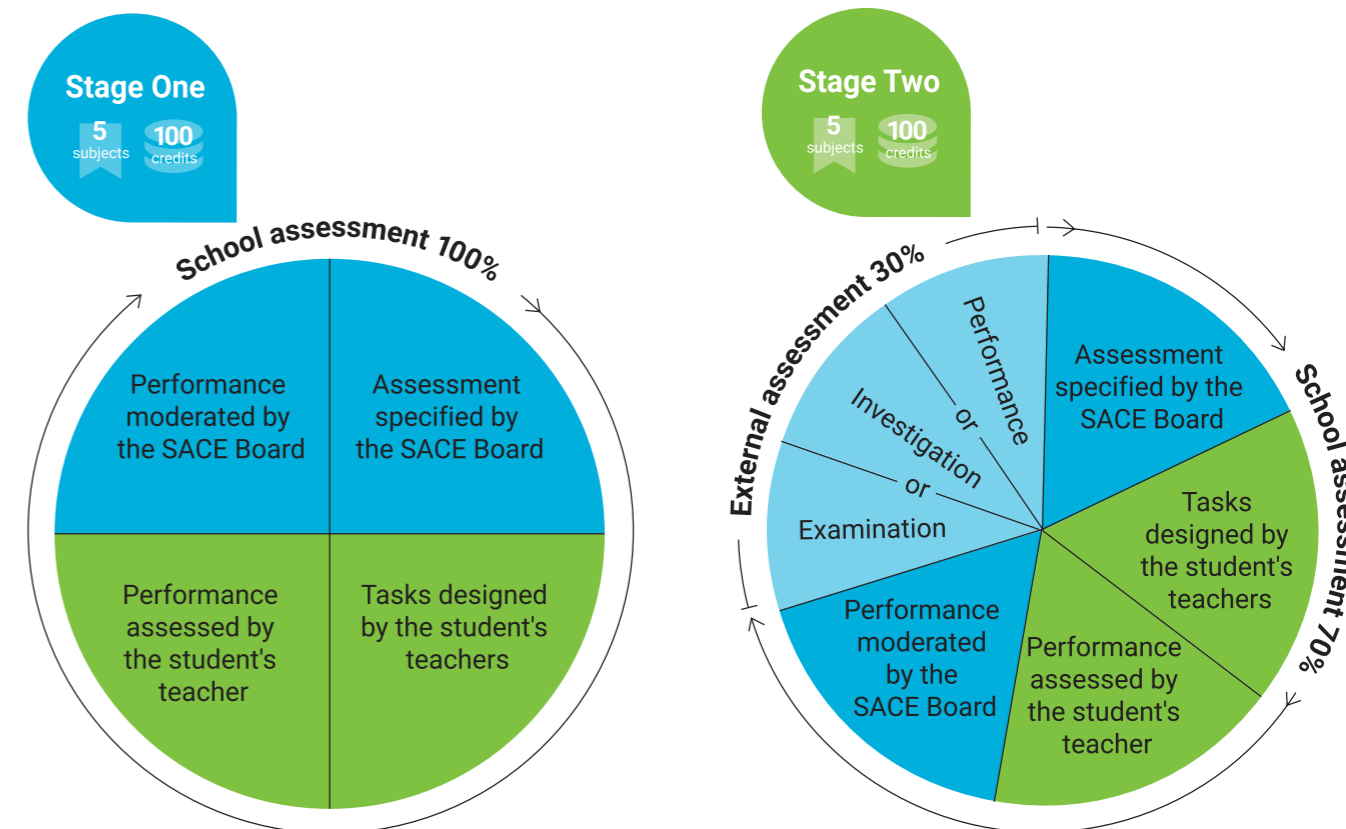 Stage One
5
subjects
100
credits
Stage Two
5
subjects
100
credits
School assessment 100%
Performance
moderated by
the SACE Board
Assessment
specified by
the SACE Board
Performance
assessed by
the student's
teacher
Tasks designed
by the student's
teachers
External assessment 30%
School assessment 70%
Performance
or
Investigation
or
Examination
Assessment
specified by the
SACE Board
Tasks
designed by
the student's
teachers
Performance
assessed by
the student's
teacher
Performance
moderated
by the
SACE Board